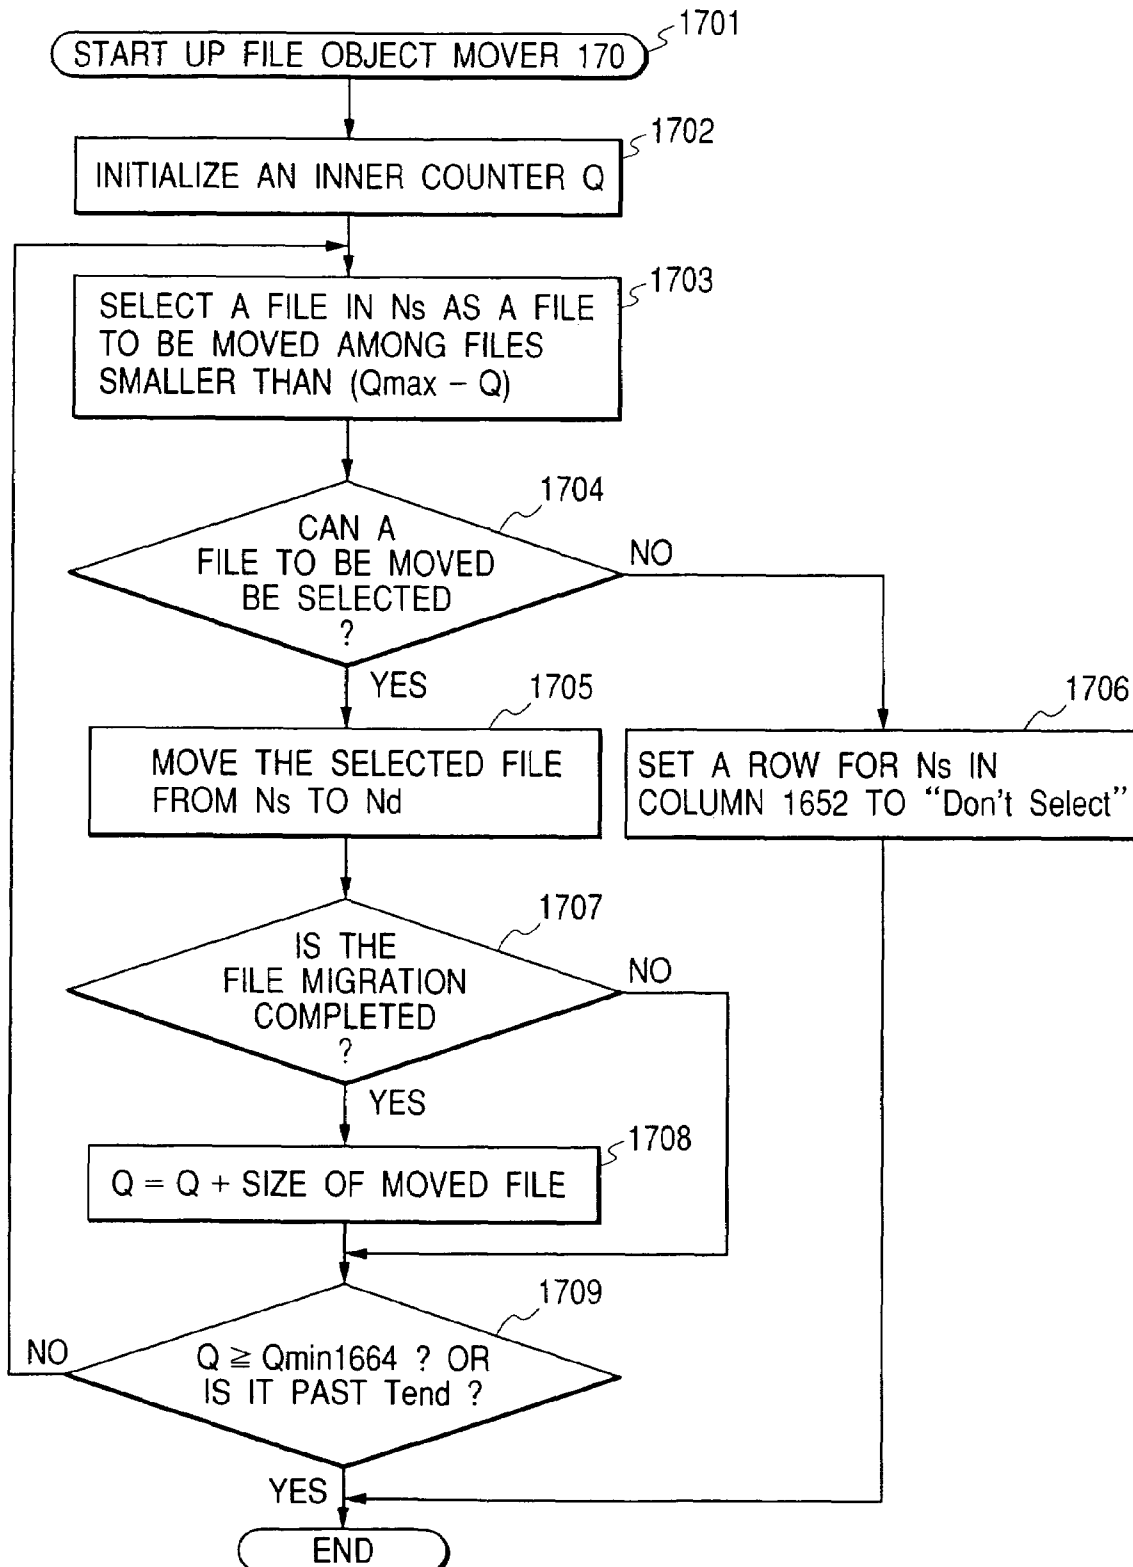 1701
START UP FILE OBJECT MOVER 170
1702
INITIALIZE AN INNER COUNTER Q
1703
SELECT A FILE IN Ns AS A FILE
TO BE MOVED AMONG FILES
SMALLER THAN (Qmax – Q)
1704
CAN A
FILE TO BE MOVED
BE SELECTED
?
NO
YES
1705
MOVE THE SELECTED FILE
FROM Ns TO Nd
1706
SET A ROW FOR Ns IN
COLUMN 1652 TO “Don't Select”
1707
IS THE
FILE MIGRATION
COMPLETED
?
NO
YES
1708
Q = Q + SIZE OF MOVED FILE
1709
Q ≧ Qmin1664 ? OR
IS IT PAST Tend ?
NO
YES
END